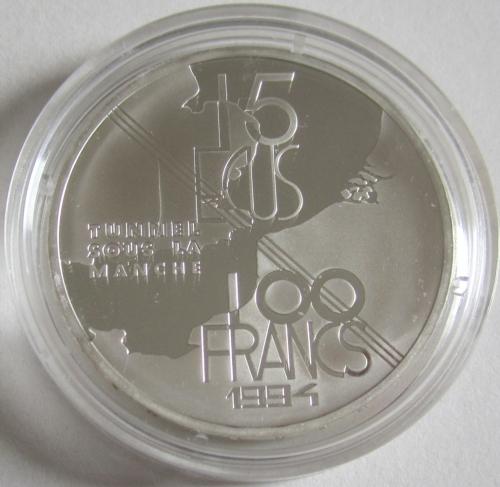 15
ECUS
TUNNEL
SOUS LA
MANCHE
100
FRANCS
1994